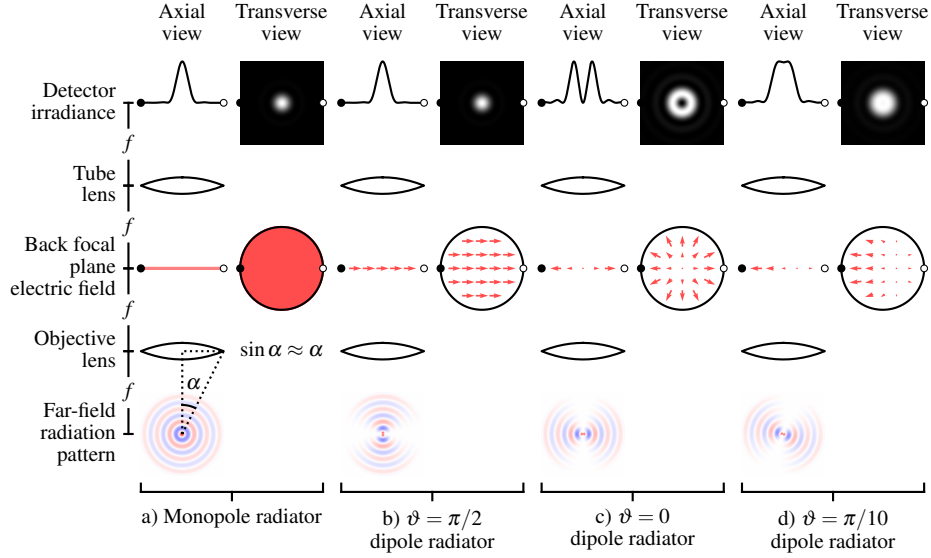 Axial view
Transverse view
Axial view
Transverse view
Axial view
Transverse view
Axial view
Transverse view
Detector
irradiance
f
Tube
lens
f
Back focal
plane
electric field
f
Objective
lens
sin α ≈ α
α
f
Far-field
radiation
pattern
a) Monopole radiator
b) ϑ = π/2
dipole radiator
c) ϑ = 0
dipole radiator
d) ϑ = π/10
dipole radiator